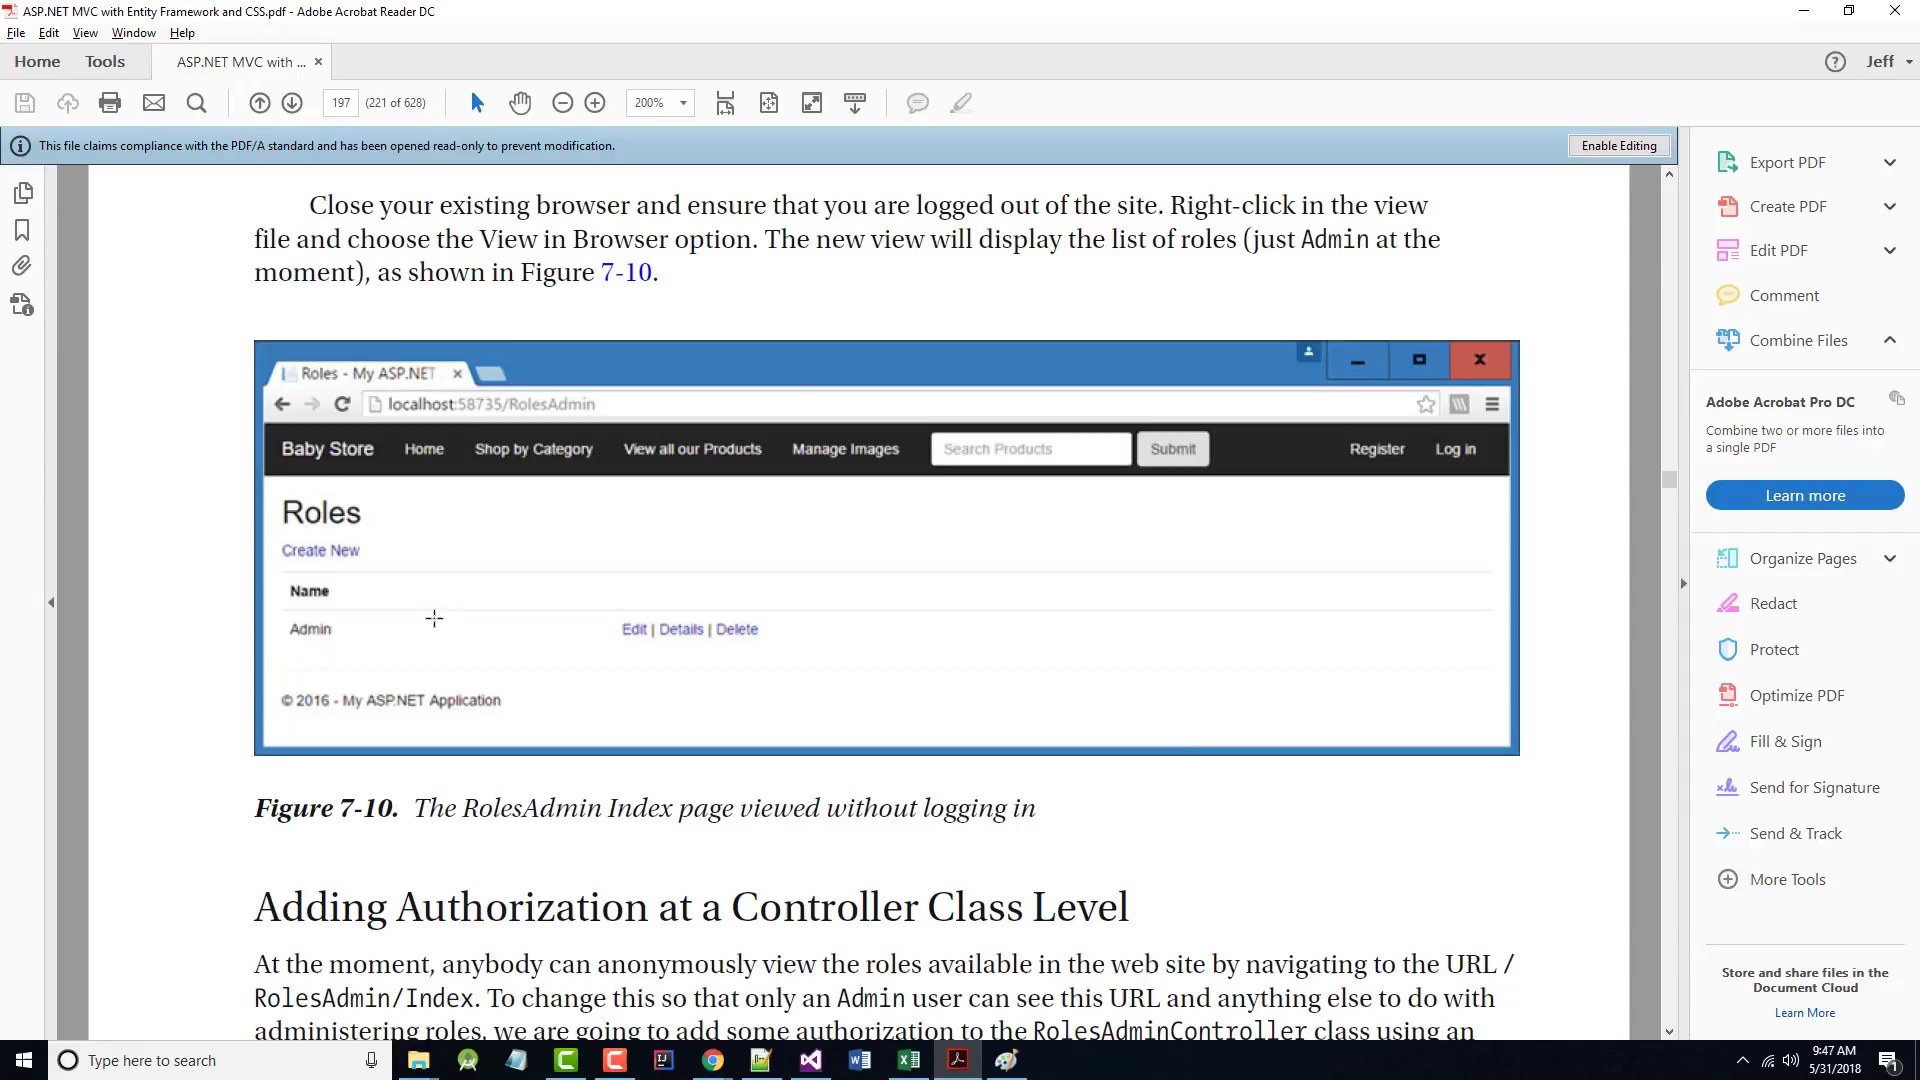 ASP.NET MVC with Entity Framework and CSS.pdf - Adobe Acrobat Reader DC
File Edit View Window Help
Home Tools ASP.NET MVC with ... × Jeff
197 (221 of 628) 200%
This file claims compliance with the PDF/A standard and has been opened read-only to prevent modification. Enable Editing
Close your existing browser and ensure that you are logged out of the site. Right-click in the view
file and choose the View in Browser option. The new view will display the list of roles (just Admin at the
moment), as shown in Figure 7-10.
Roles - My ASP.NET ×
localhost:58735/RolesAdmin
Baby Store Home Shop by Category View all our Products Manage Images Search Products Submit Register Log in
Roles
Create New
Name
Admin Edit | Details | Delete
© 2016 - My ASP.NET Application
Figure 7-10. The RolesAdmin Index page viewed without logging in
Adding Authorization at a Controller Class Level
At the moment, anybody can anonymously view the roles available in the web site by navigating to the URL /
RolesAdmin/Index. To change this so that only an Admin user can see this URL and anything else to do with
administering roles, we are going to add some authorization to the RolesAdminController class using an
Export PDF
Create PDF
Edit PDF
Comment
Combine Files
Adobe Acrobat Pro DC
Combine two or more files into
a single PDF
Learn more
Organize Pages
Redact
Protect
Optimize PDF
Fill & Sign
Send for Signature
Send & Track
More Tools
Store and share files in the
Document Cloud
Learn More
Type here to search
9:47 AM
5/31/2018
1